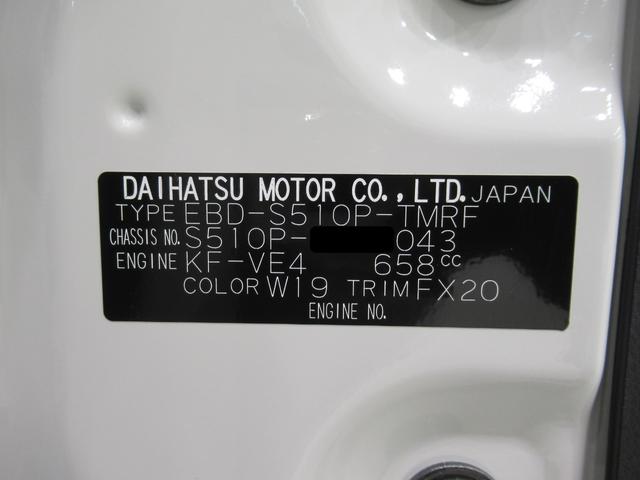 DAIHATSU MOTOR CO.,LTD. JAPAN
TYPE EBD-S510P-TMRF
CHASSIS NO. S510P- 043
ENGINE KF-VE4 658cc
COLOR W19 TRIM FX20
ENGINE NO.